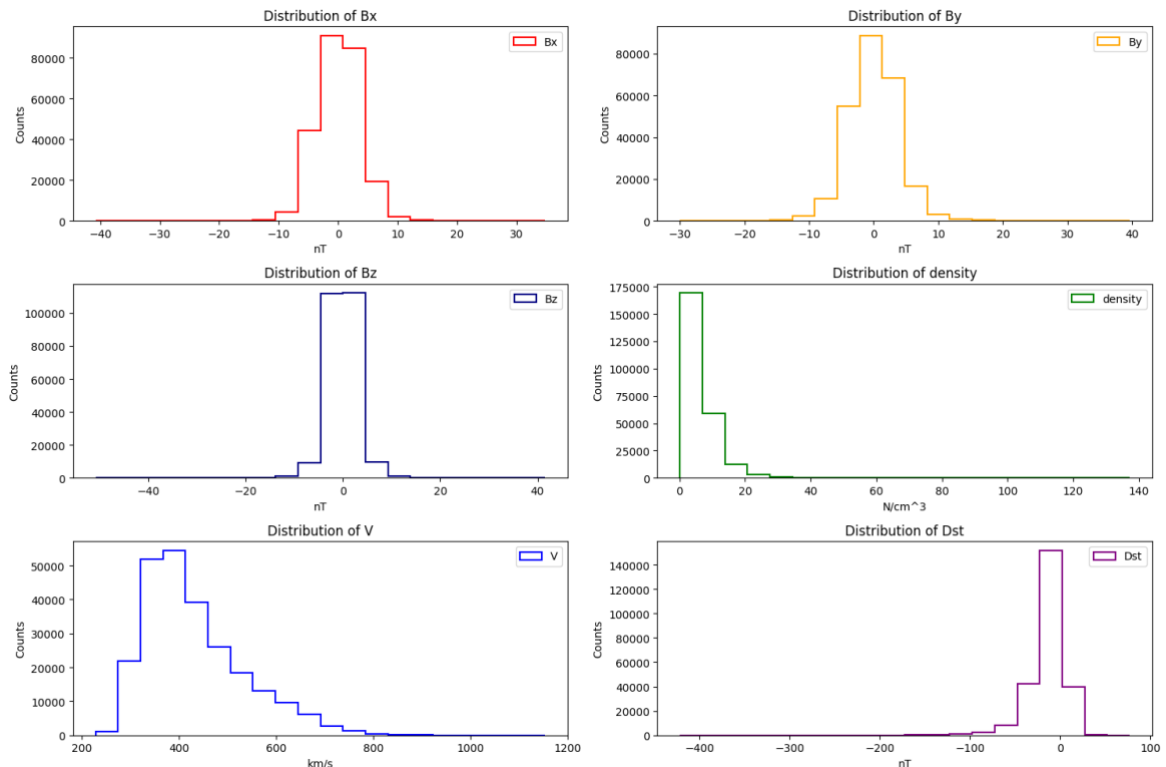 Distribution of Bx
Bx
Counts
80000
60000
40000
20000
0
−40 −30 −20 −10 0 10 20 30
nT
Distribution of By
By
Counts
80000
60000
40000
20000
0
−30 −20 −10 0 10 20 30 40
nT
Distribution of Bz
Bz
Counts
100000
80000
60000
40000
20000
0
−40 −20 0 20 40
nT
Distribution of density
density
Counts
175000
150000
125000
100000
75000
50000
25000
0
0 20 40 60 80 100 120 140
N/cm^3
Distribution of V
V
Counts
50000
40000
30000
20000
10000
0
200 400 600 800 1000 1200
km/s
Distribution of Dst
Dst
Counts
140000
120000
100000
80000
60000
40000
20000
0
−400 −300 −200 −100 0 100
nT